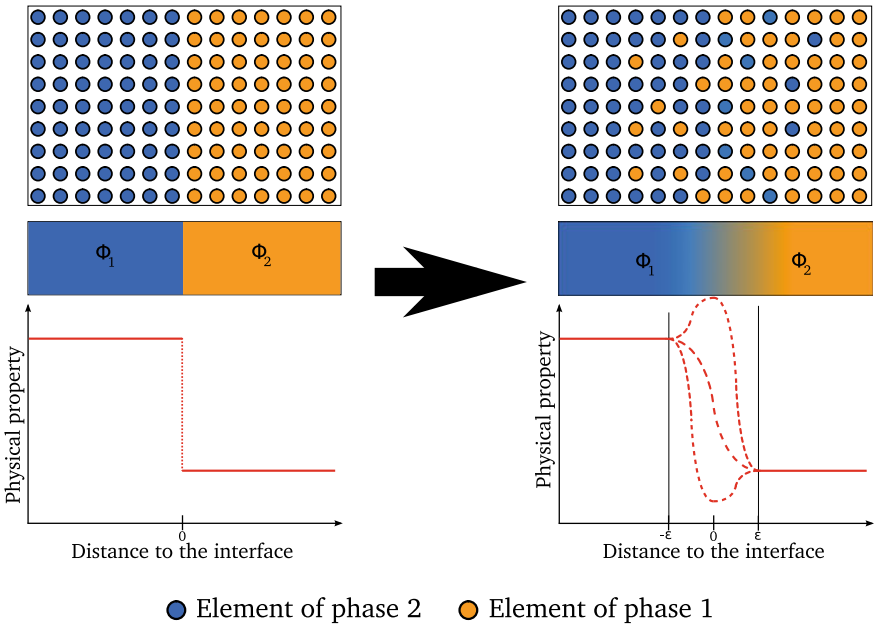 Φ1
Φ2
Physical property
0
Distance to the interface
Φ1
Φ2
Physical property
-ε
0
ε
Distance to the interface
Element of phase 2
Element of phase 1